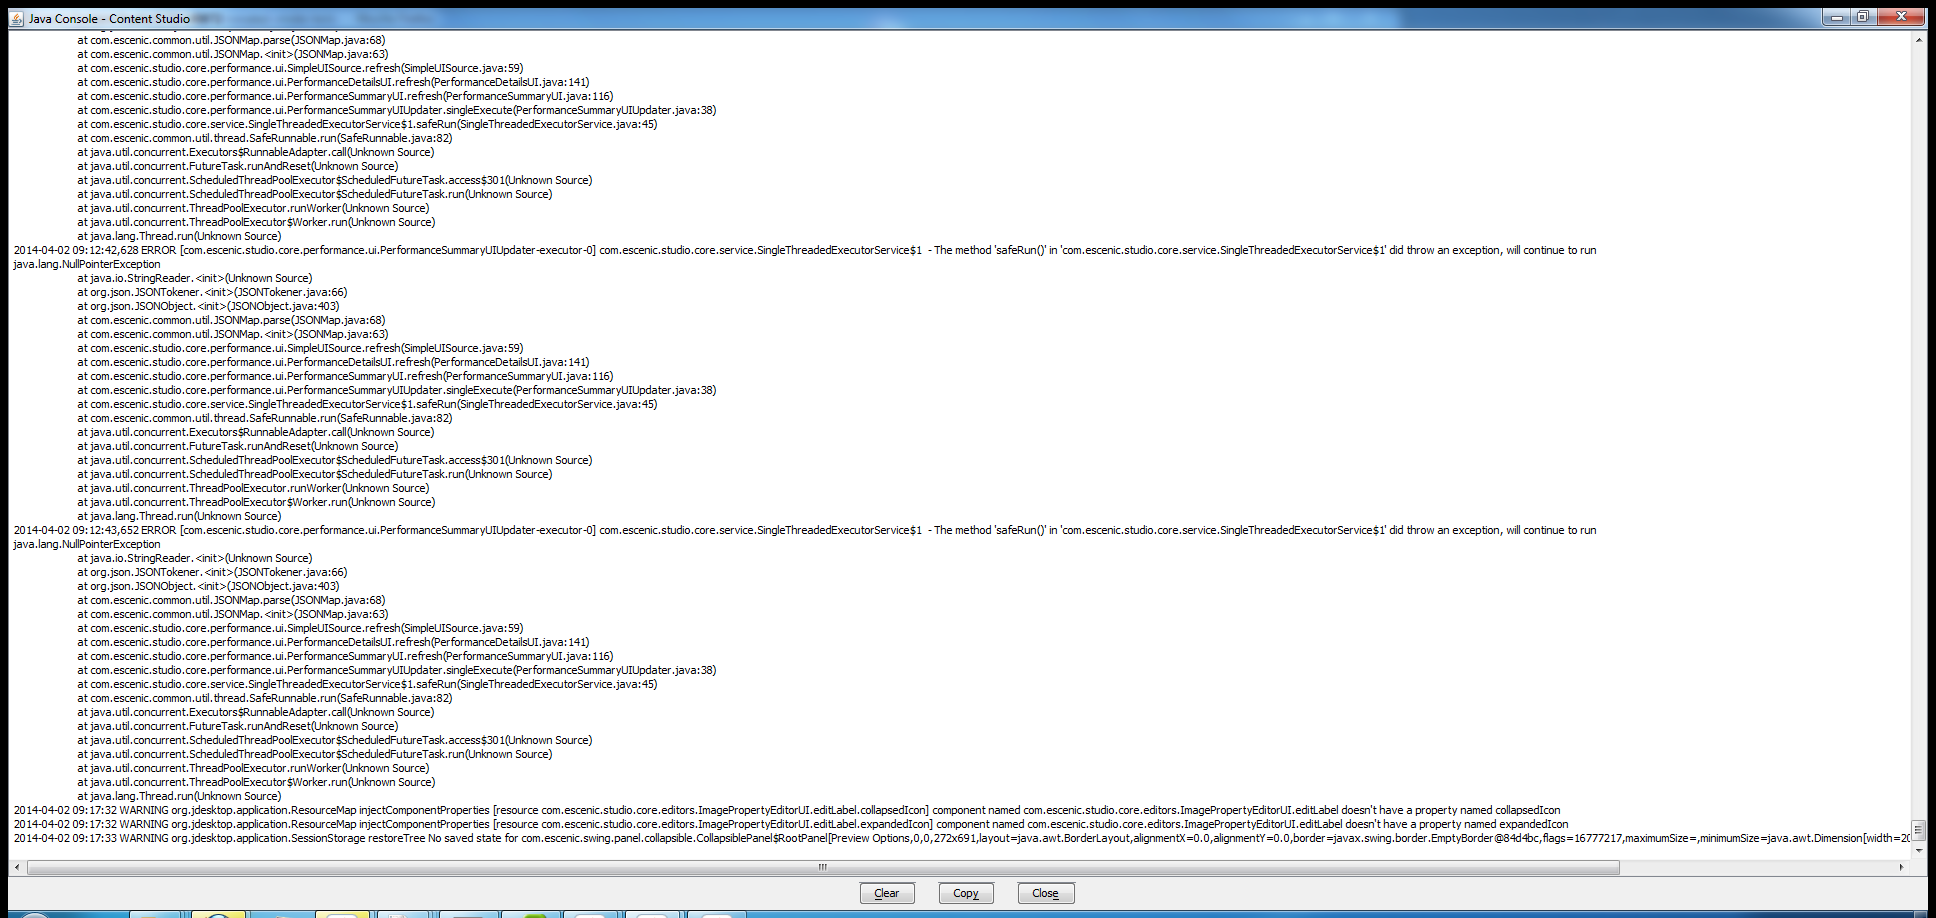 Java Console - Content Studio
at com.escenic.common.util.JSONMap.parse(JSONMap.java:68)
at com.escenic.common.util.JSONMap.<init>(JSONMap.java:63)
at com.escenic.studio.core.performance.ui.SimpleUISource.refresh(SimpleUISource.java:59)
at com.escenic.studio.core.performance.ui.PerformanceDetailsUI.refresh(PerformanceDetailsUI.java:141)
at com.escenic.studio.core.performance.ui.PerformanceSummaryUI.refresh(PerformanceSummaryUI.java:116)
at com.escenic.studio.core.performance.ui.PerformanceSummaryUIUpdater.singleExecute(PerformanceSummaryUIUpdater.java:38)
at com.escenic.studio.core.service.SingleThreadedExecutorService$1.safeRun(SingleThreadedExecutorService.java:45)
at com.escenic.common.util.thread.SafeRunnable.run(SafeRunnable.java:82)
at java.util.concurrent.Executors$RunnableAdapter.call(Unknown Source)
at java.util.concurrent.FutureTask.runAndReset(Unknown Source)
at java.util.concurrent.ScheduledThreadPoolExecutor$ScheduledFutureTask.access$301(Unknown Source)
at java.util.concurrent.ScheduledThreadPoolExecutor$ScheduledFutureTask.run(Unknown Source)
at java.util.concurrent.ThreadPoolExecutor.runWorker(Unknown Source)
at java.util.concurrent.ThreadPoolExecutor$Worker.run(Unknown Source)
at java.lang.Thread.run(Unknown Source)
2014-04-02 09:12:42,628 ERROR [com.escenic.studio.core.performance.ui.PerformanceSummaryUIUpdater-executor-0] com.escenic.studio.core.service.SingleThreadedExecutorService$1 - The method 'safeRun()' in 'com.escenic.studio.core.service.SingleThreadedExecutorService$1' did throw an exception, will continue to run
java.lang.NullPointerException
at java.io.StringReader.<init>(Unknown Source)
at org.json.JSONTokener.<init>(JSONTokener.java:66)
at org.json.JSONObject.<init>(JSONObject.java:403)
at com.escenic.common.util.JSONMap.parse(JSONMap.java:68)
at com.escenic.common.util.JSONMap.<init>(JSONMap.java:63)
at com.escenic.studio.core.performance.ui.SimpleUISource.refresh(SimpleUISource.java:59)
at com.escenic.studio.core.performance.ui.PerformanceDetailsUI.refresh(PerformanceDetailsUI.java:141)
at com.escenic.studio.core.performance.ui.PerformanceSummaryUI.refresh(PerformanceSummaryUI.java:116)
at com.escenic.studio.core.performance.ui.PerformanceSummaryUIUpdater.singleExecute(PerformanceSummaryUIUpdater.java:38)
at com.escenic.studio.core.service.SingleThreadedExecutorService$1.safeRun(SingleThreadedExecutorService.java:45)
at com.escenic.common.util.thread.SafeRunnable.run(SafeRunnable.java:82)
at java.util.concurrent.Executors$RunnableAdapter.call(Unknown Source)
at java.util.concurrent.FutureTask.runAndReset(Unknown Source)
at java.util.concurrent.ScheduledThreadPoolExecutor$ScheduledFutureTask.access$301(Unknown Source)
at java.util.concurrent.ScheduledThreadPoolExecutor$ScheduledFutureTask.run(Unknown Source)
at java.util.concurrent.ThreadPoolExecutor.runWorker(Unknown Source)
at java.util.concurrent.ThreadPoolExecutor$Worker.run(Unknown Source)
at java.lang.Thread.run(Unknown Source)
2014-04-02 09:12:43,652 ERROR [com.escenic.studio.core.performance.ui.PerformanceSummaryUIUpdater-executor-0] com.escenic.studio.core.service.SingleThreadedExecutorService$1 - The method 'safeRun()' in 'com.escenic.studio.core.service.SingleThreadedExecutorService$1' did throw an exception, will continue to run
java.lang.NullPointerException
at java.io.StringReader.<init>(Unknown Source)
at org.json.JSONTokener.<init>(JSONTokener.java:66)
at org.json.JSONObject.<init>(JSONObject.java:403)
at com.escenic.common.util.JSONMap.parse(JSONMap.java:68)
at com.escenic.common.util.JSONMap.<init>(JSONMap.java:63)
at com.escenic.studio.core.performance.ui.SimpleUISource.refresh(SimpleUISource.java:59)
at com.escenic.studio.core.performance.ui.PerformanceDetailsUI.refresh(PerformanceDetailsUI.java:141)
at com.escenic.studio.core.performance.ui.PerformanceSummaryUI.refresh(PerformanceSummaryUI.java:116)
at com.escenic.studio.core.performance.ui.PerformanceSummaryUIUpdater.singleExecute(PerformanceSummaryUIUpdater.java:38)
at com.escenic.studio.core.service.SingleThreadedExecutorService$1.safeRun(SingleThreadedExecutorService.java:45)
at com.escenic.common.util.thread.SafeRunnable.run(SafeRunnable.java:82)
at java.util.concurrent.Executors$RunnableAdapter.call(Unknown Source)
at java.util.concurrent.FutureTask.runAndReset(Unknown Source)
at java.util.concurrent.ScheduledThreadPoolExecutor$ScheduledFutureTask.access$301(Unknown Source)
at java.util.concurrent.ScheduledThreadPoolExecutor$ScheduledFutureTask.run(Unknown Source)
at java.util.concurrent.ThreadPoolExecutor.runWorker(Unknown Source)
at java.util.concurrent.ThreadPoolExecutor$Worker.run(Unknown Source)
at java.lang.Thread.run(Unknown Source)
2014-04-02 09:17:32 WARNING org.jdesktop.application.ResourceMap injectComponentProperties [resource com.escenic.studio.core.editors.ImagePropertyEditorUI.editLabel.collapsedIcon] component named com.escenic.studio.core.editors.ImagePropertyEditorUI.editLabel doesn't have a property named collapsedIcon
2014-04-02 09:17:32 WARNING org.jdesktop.application.ResourceMap injectComponentProperties [resource com.escenic.studio.core.editors.ImagePropertyEditorUI.editLabel.expandedIcon] component named com.escenic.studio.core.editors.ImagePropertyEditorUI.editLabel doesn't have a property named expandedIcon
2014-04-02 09:17:33 WARNING org.jdesktop.application.SessionStorage restoreTree No saved state for com.escenic.swing.panel.collapsible.CollapsiblePanel$RootPanel[Preview Options,0,0,272x691,layout=java.awt.BorderLayout,alignmentX=0.0,alignmentY=0.0,border=javax.swing.border.EmptyBorder@84d4bc,flags=16777217,maximumSize=,minimumSize=java.awt.Dimension[width=20
Clear
Copy
Close